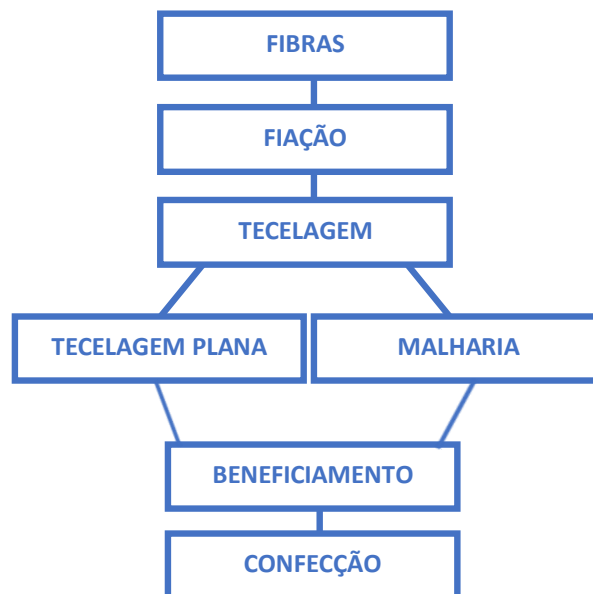 FIBRAS
FIAÇÃO
TECELAGEM
TECELAGEM PLANA
MALHARIA
BENEFICIAMENTO
CONFECÇÃO